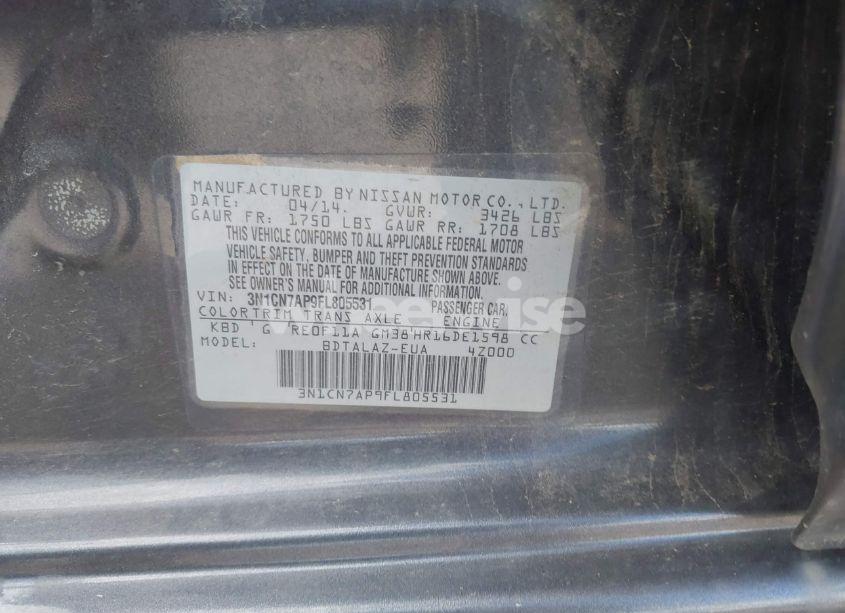 MANUFACTURED BY NISSAN MOTOR CO., LTD.
DATE: 04/14. GVWR: 3426 LBS
GAWR FR: 1750 LBS GAWR RR: 1708 LBS
THIS VEHICLE CONFORMS TO ALL APPLICABLE FEDERAL MOTOR
VEHICLE SAFETY, BUMPER AND THEFT PREVENTION STANDARDS
IN EFFECT ON THE DATE OF MANUFACTURE SHOWN ABOVE.
SEE OWNER'S MANUAL FOR ADDITIONAL INFORMATION.
VIN: 3N1CN7AP9FL805531 PASSENGER CAR.
COLORTRIM TRANS AXLE ENGINE
KBD 'G' RE0F11A GM38'HR16DE1598 CC
MODEL: BDTALAZ-EUA 4Z000
3N1CN7AP9FL805531